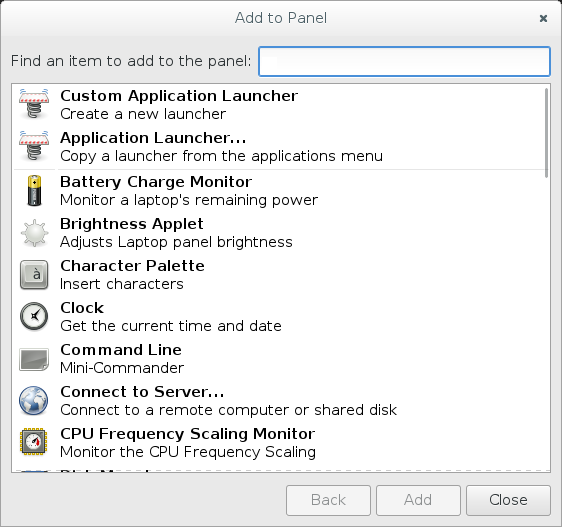 Add to Panel
Find an item to add to the panel:
Custom Application Launcher
Create a new launcher
Application Launcher...
Copy a launcher from the applications menu
Battery Charge Monitor
Monitor a laptop's remaining power
Brightness Applet
Adjusts Laptop panel brightness
à
Character Palette
Insert characters
Clock
Get the current time and date
Command Line
Mini-Commander
Connect to Server...
Connect to a remote computer or shared disk
CPU Frequency Scaling Monitor
Monitor the CPU Frequency Scaling
Back
Add
Close